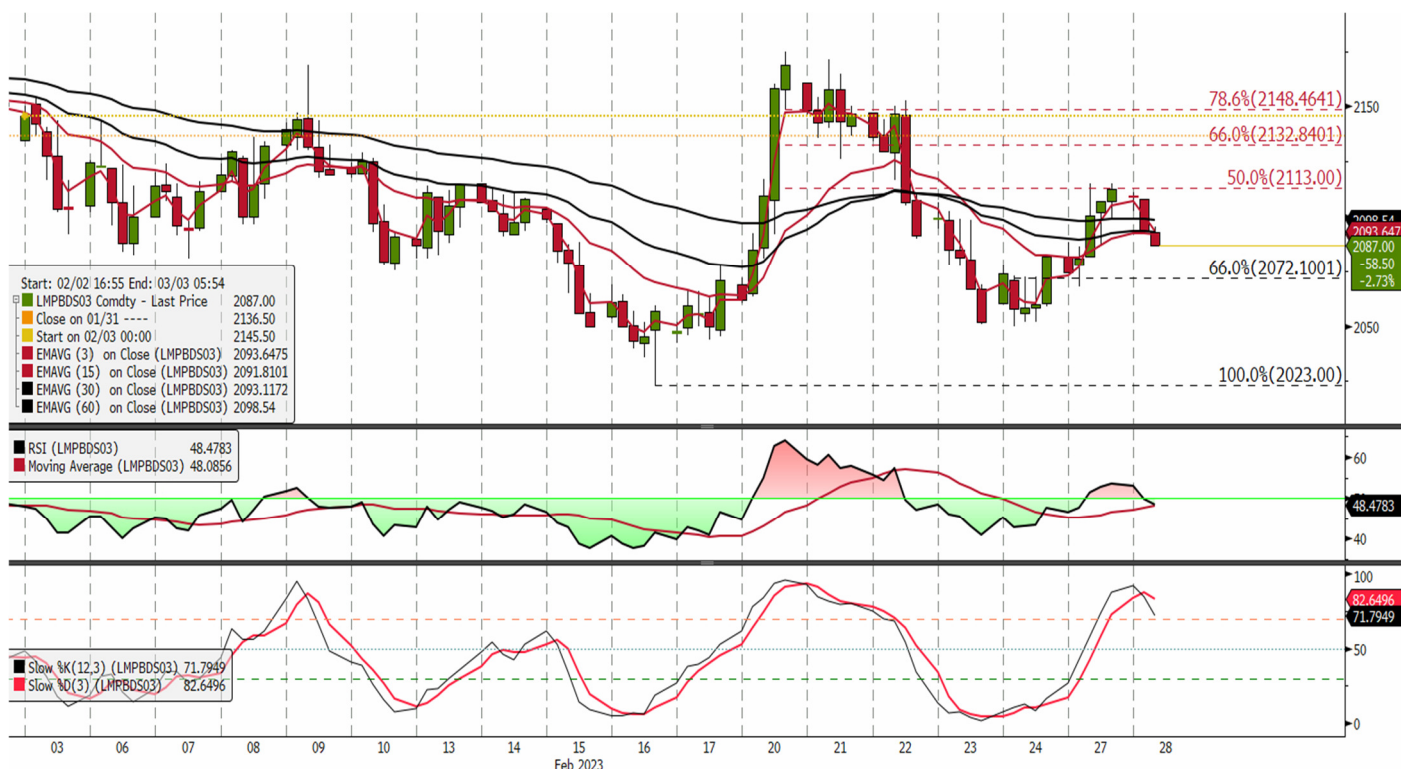 78.6%(2148.4641)
2150
66.0%(2132.8401)
50.0%(2113.00)
2098.54
2093.647
2087.00
-58.50
-2.73%
66.0%(2072.1001)
2050
100.0%(2023.00)
Start: 02/02 16:55 End: 03/03 05:54
LMPBDS03 Comdty - Last Price 2087.00
Close on 01/31 ---- 2136.50
Start on 02/03 00:00 2145.50
EMAVG (3) on Close (LMPBDS03) 2093.6475
EMAVG (15) on Close (LMPBDS03) 2091.8101
EMAVG (30) on Close (LMPBDS03) 2093.1172
EMAVG (60) on Close (LMPBDS03) 2098.54
RSI (LMPBDS03) 48.4783
Moving Average (LMPBDS03) 48.0856
60
48.4783
40
100
82.6496
71.7949
50
0
Slow %K(12,3) (LMPBDS03) 71.7949
Slow %D(3) (LMPBDS03) 82.6496
03 06 07 08 09 10 13 14 15 16 17 20 21 22 23 24 27 28
Feb 2023